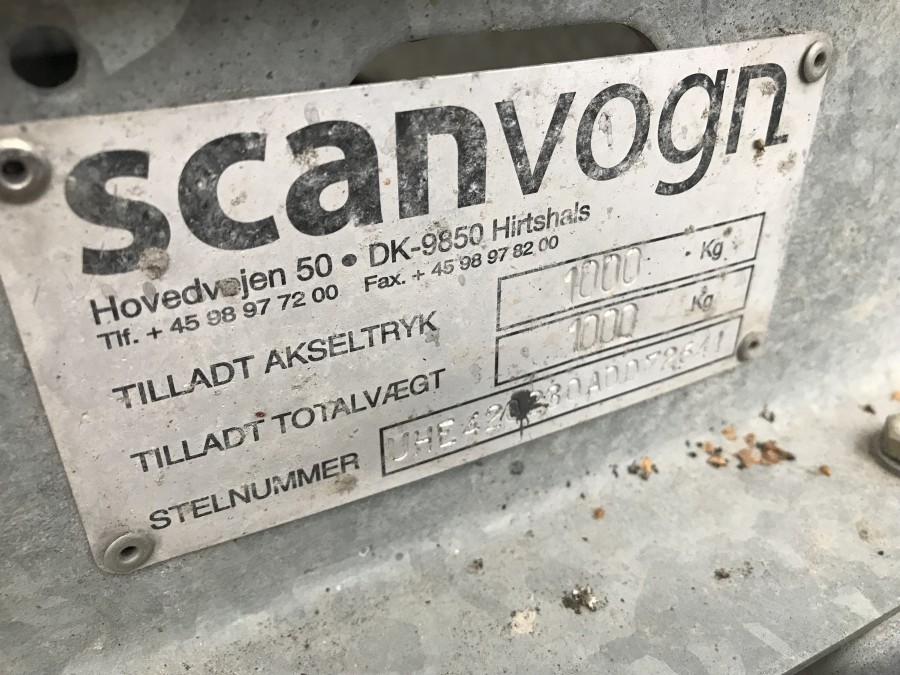 scanvogn
Hovedvejen 50 • DK-9850 Hirtshals
Tlf. + 45 98 97 72 00 Fax. + 45 98 97 82 00
TILLADT AKSELTRYK 1000 Kg
TILLADT TOTALVÆGT 1000 Kg
STELNUMMER